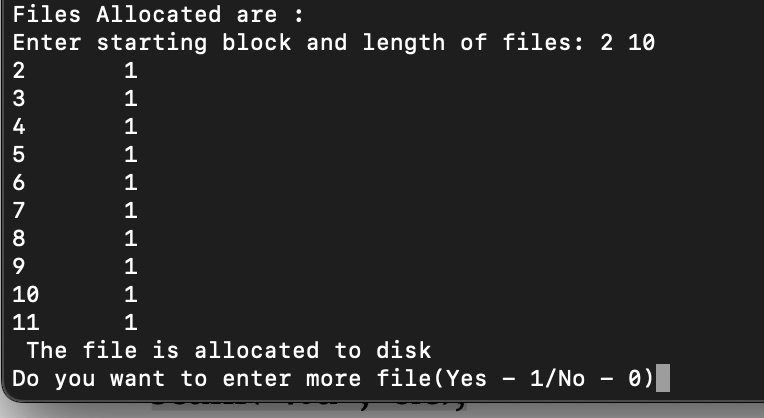 Files Allocated are :
Enter starting block and length of files: 2 10
2 1
3 1
4 1
5 1
6 1
7 1
8 1
9 1
10 1
11 1
The file is allocated to disk
Do you want to enter more file(Yes – 1/No – 0)